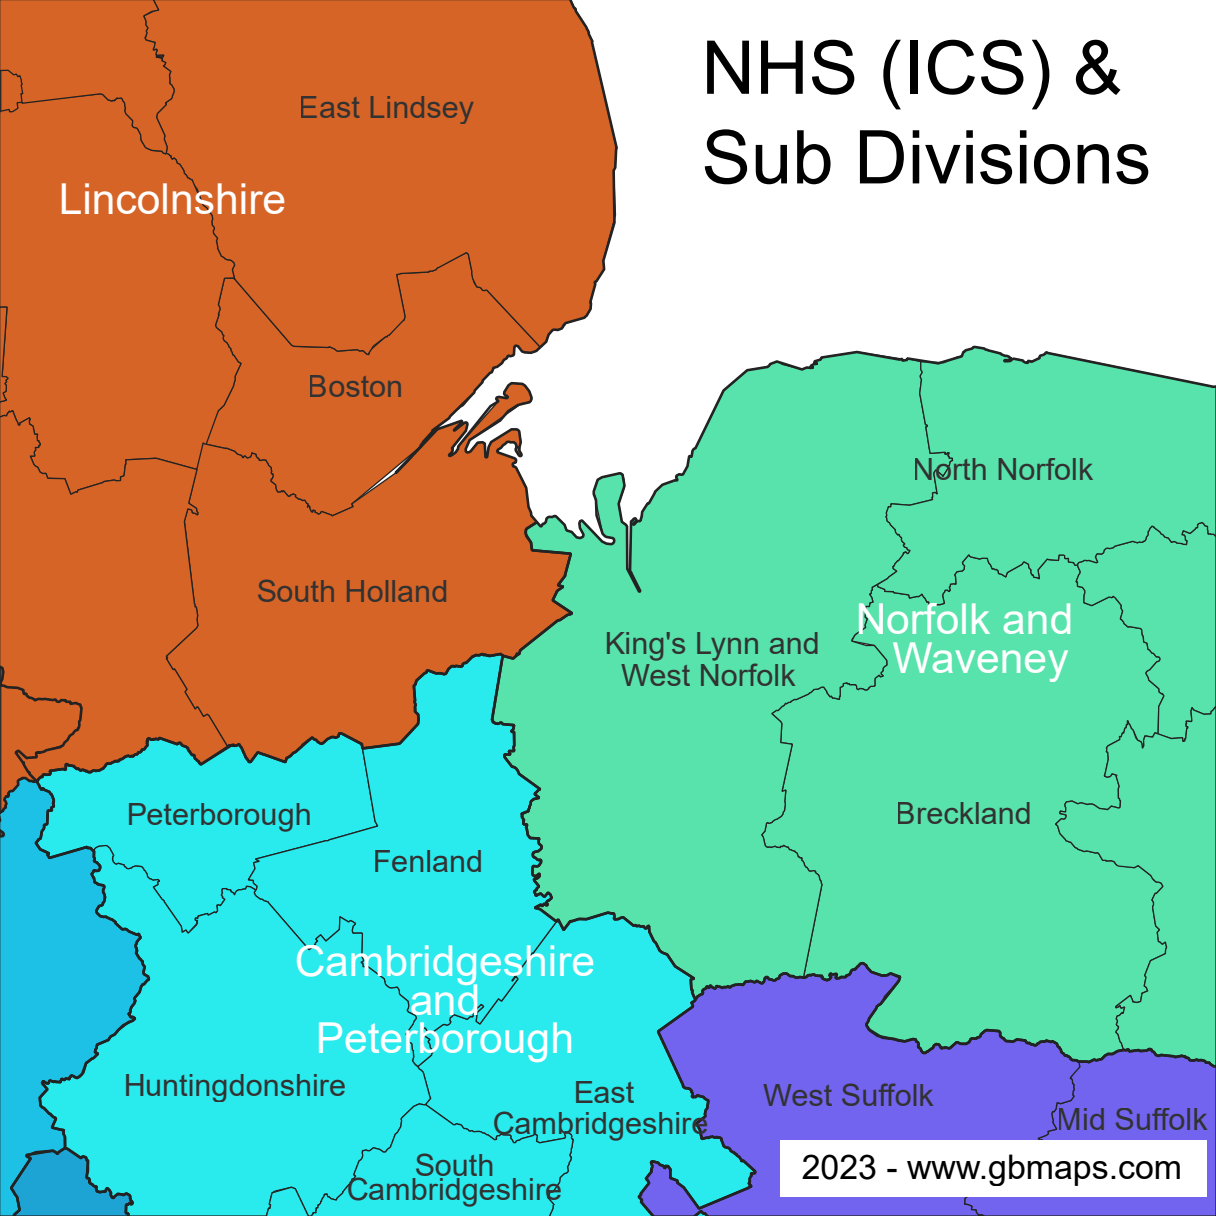 NHS (ICS) &
Sub Divisions
East Lindsey
Lincolnshire
Boston
North Norfolk
South Holland
Norfolk and
Waveney
King's Lynn and
West Norfolk
Peterborough
Breckland
Fenland
Cambridgeshire
and
Peterborough
Huntingdonshire
East
Cambridgeshire
West Suffolk
Mid Suffolk
South
Cambridgeshire
2023 - www.gbmaps.com